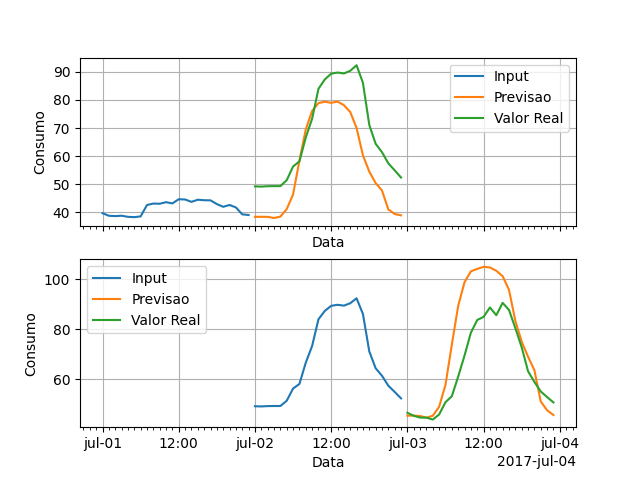 90
80
70
60
50
40
Consumo
Input
Previsao
Valor Real
Data
100
80
60
Consumo
Input
Previsao
Valor Real
jul-01 12:00 jul-02 12:00 jul-03 12:00 jul-04
Data
2017-jul-04